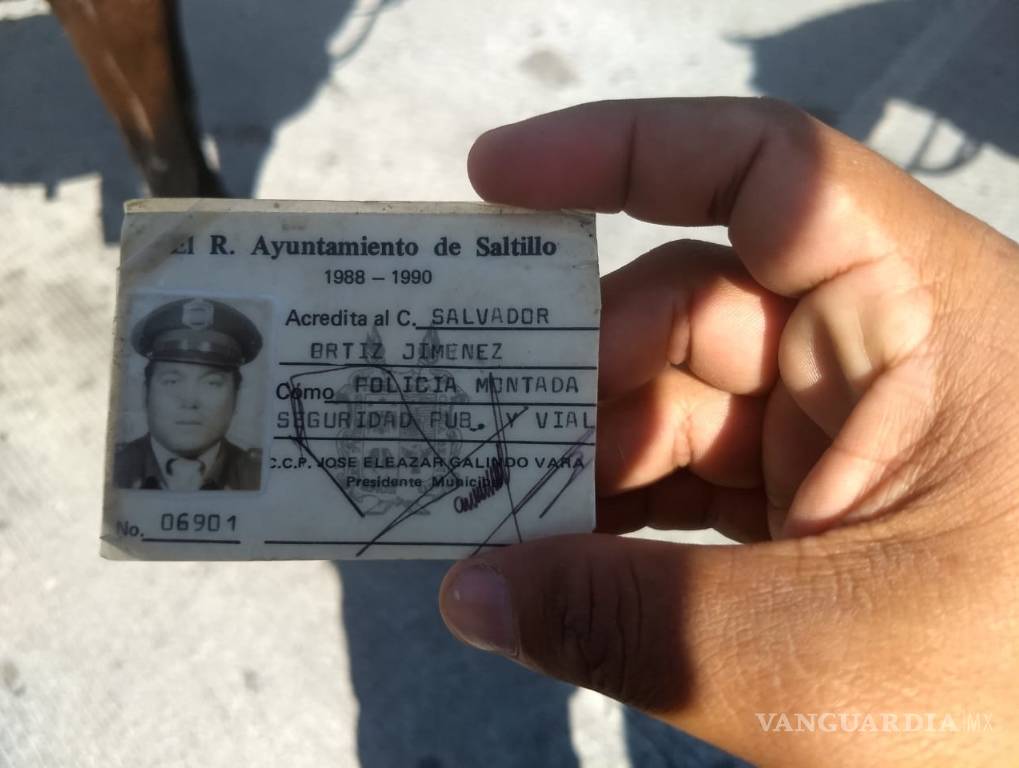 El R. Ayuntamiento de Saltillo
1988 – 1990
Acredita al C. SALVADOR
ORTIZ JIMENEZ
Cómo POLICIA MONTADA
SEGURIDAD PUB. Y VIAL
C.C.P. JOSE ELEAZAR GALINDO VARA
Presidente Municipal
No. 06901
VANGUARDIA|MX